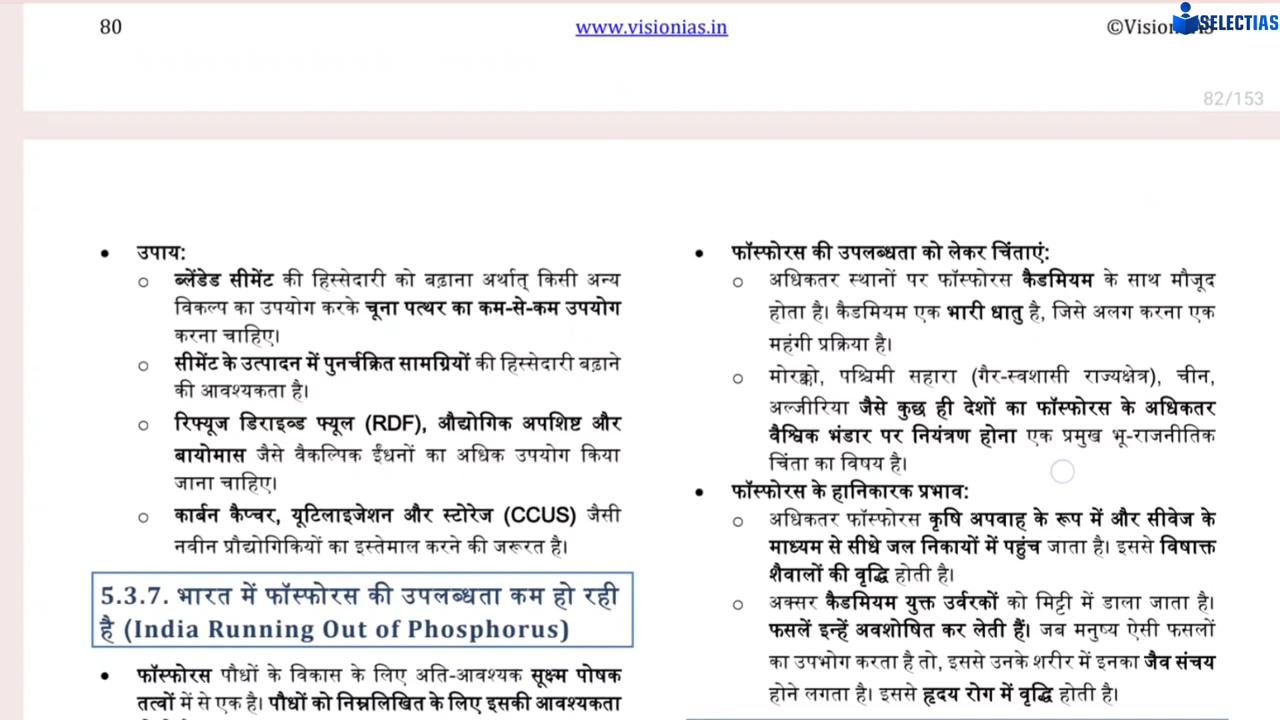 80
www.visionias.in
©Vision
SELECTIAS
82/153
• उपाय:
o ब्लेंडेड सीमेंट की हिस्सेदारी को बढ़ाना अर्थात् किसी अन्य
विकल्प का उपयोग करके चूना पत्थर का कम-से-कम उपयोग
करना चाहिए।
o सीमेंट के उत्पादन में पुनर्चक्रित सामग्रियों की हिस्सेदारी बढ़ाने
की आवश्यकता है।
o रिफ्यूज डिराइव्ड फ्यूल (RDF), औद्योगिक अपशिष्ट और
बायोमास जैसे वैकल्पिक ईंधनों का अधिक उपयोग किया
जाना चाहिए।
o कार्बन कैप्चर, यूटिलाइजेशन और स्टोरेज (CCUS) जैसी
नवीन प्रौद्योगिकियों का इस्तेमाल करने की जरूरत है।
5.3.7. भारत में फॉस्फोरस की उपलब्धता कम हो रही
है (India Running Out of Phosphorus)
• फॉस्फोरस पौधों के विकास के लिए अति-आवश्यक सूक्ष्म पोषक
तत्वों में से एक है। पौधों को निम्नलिखित के लिए इसकी आवश्यकता
• फॉस्फोरस की उपलब्धता को लेकर चिंताएं:
o अधिकतर स्थानों पर फॉस्फोरस कैडमियम के साथ मौजूद
होता है। कैडमियम एक भारी धातु है, जिसे अलग करना एक
महंगी प्रक्रिया है।
o मोरक्को, पश्चिमी सहारा (गैर-स्वशासी राज्यक्षेत्र), चीन,
अल्जीरिया जैसे कुछ ही देशों का फॉस्फोरस के अधिकतर
वैश्विक भंडार पर नियंत्रण होना एक प्रमुख भू-राजनीतिक
चिंता का विषय है।
• फॉस्फोरस के हानिकारक प्रभाव:
o अधिकतर फॉस्फोरस कृषि अपवाह के रूप में और सीवेज के
माध्यम से सीधे जल निकायों में पहुंच जाता है। इससे विषाक्त
शैवालों की वृद्धि होती है।
o अक्सर कैडमियम युक्त उर्वरकों को मिट्टी में डाला जाता है।
फसलें इन्हें अवशोषित कर लेती हैं। जब मनुष्य ऐसी फसलों
का उपभोग करता है तो, इससे उनके शरीर में इनका जैव संचय
होने लगता है। इससे हृदय रोग में वृद्धि होती है।